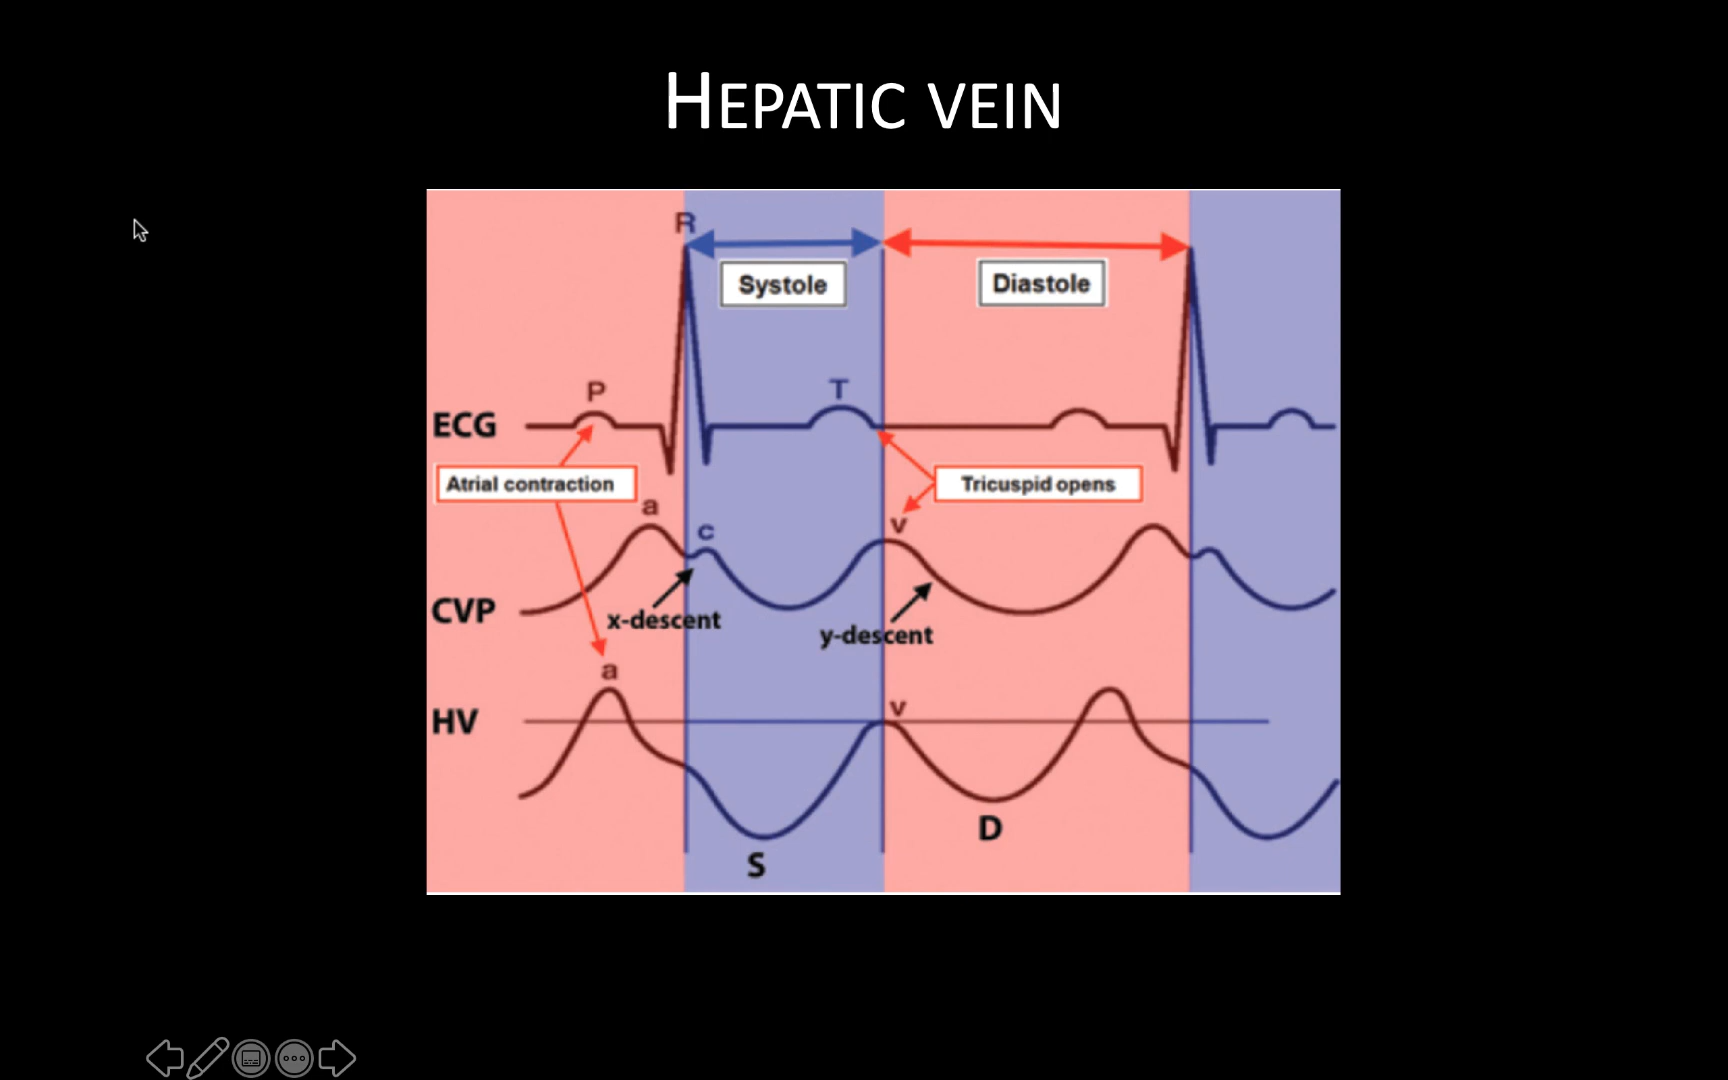 HEPATIC VEIN
R
Systole
Diastole
P
T
ECG
Atrial contraction
Tricuspid opens
a
c
v
CVP
x-descent
y-descent
a
v
HV
D
S